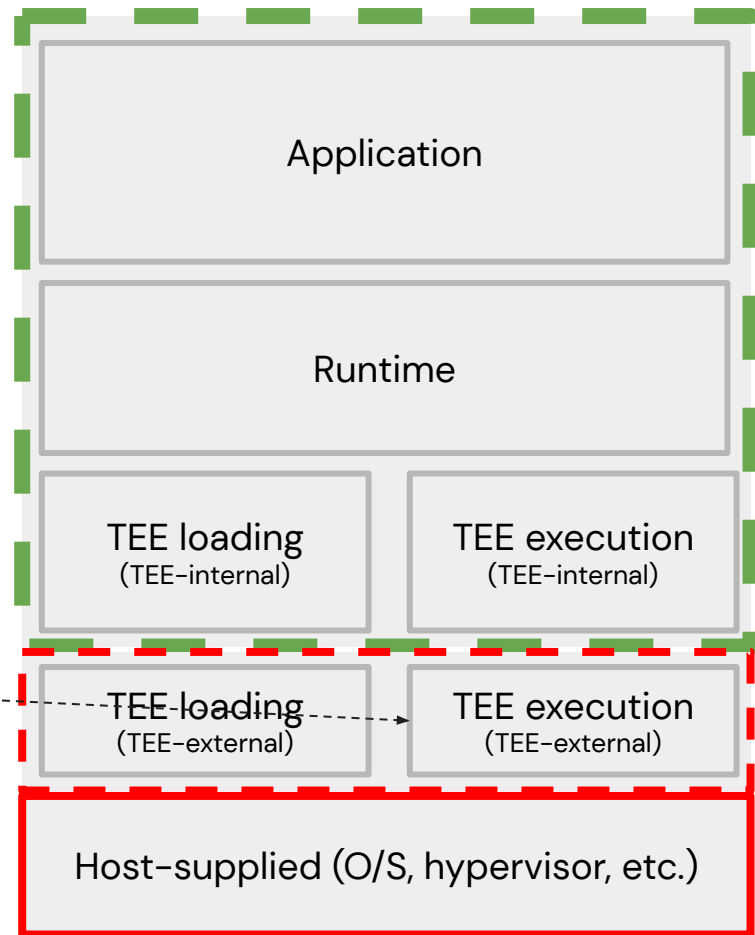 Application
Runtime
TEE loading
(TEE-internal)
TEE execution
(TEE-internal)
TEE loading
(TEE-external)
TEE execution
(TEE-external)
Host-supplied (O/S, hypervisor, etc.)